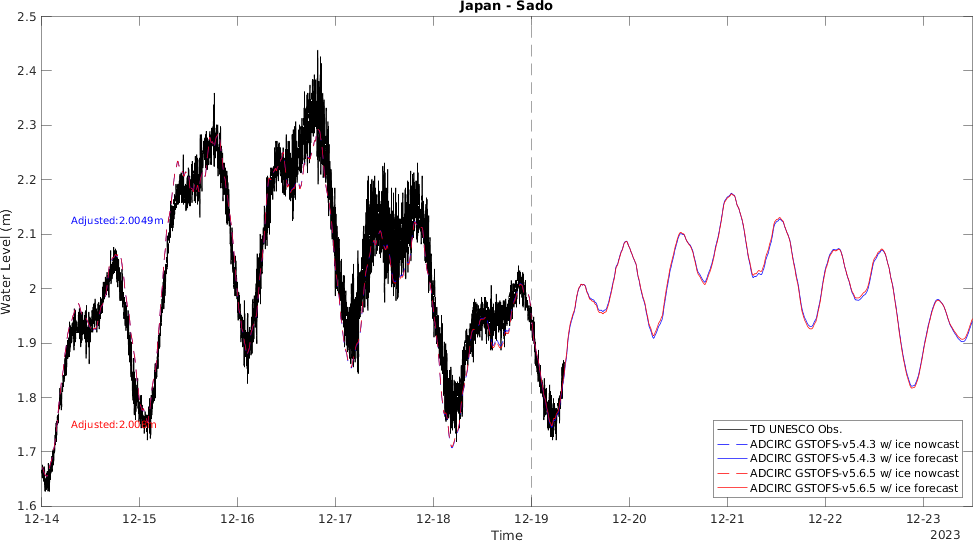 Japan - Sado
Water Level (m)
2.5
2.4
2.3
2.2
2.1
2
1.9
1.8
1.7
1.6
Adjusted:2.0049m
TD UNESCO Obs.
ADCIRC GSTOFS-v5.4.3 w/ ice nowcast
ADCIRC GSTOFS-v5.4.3 w/ ice forecast
ADCIRC GSTOFS-v5.6.5 w/ ice nowcast
ADCIRC GSTOFS-v5.6.5 w/ ice forecast
12-14 12-15 12-16 12-17 12-18 12-19 12-20 12-21 12-22 12-23
Time
2023